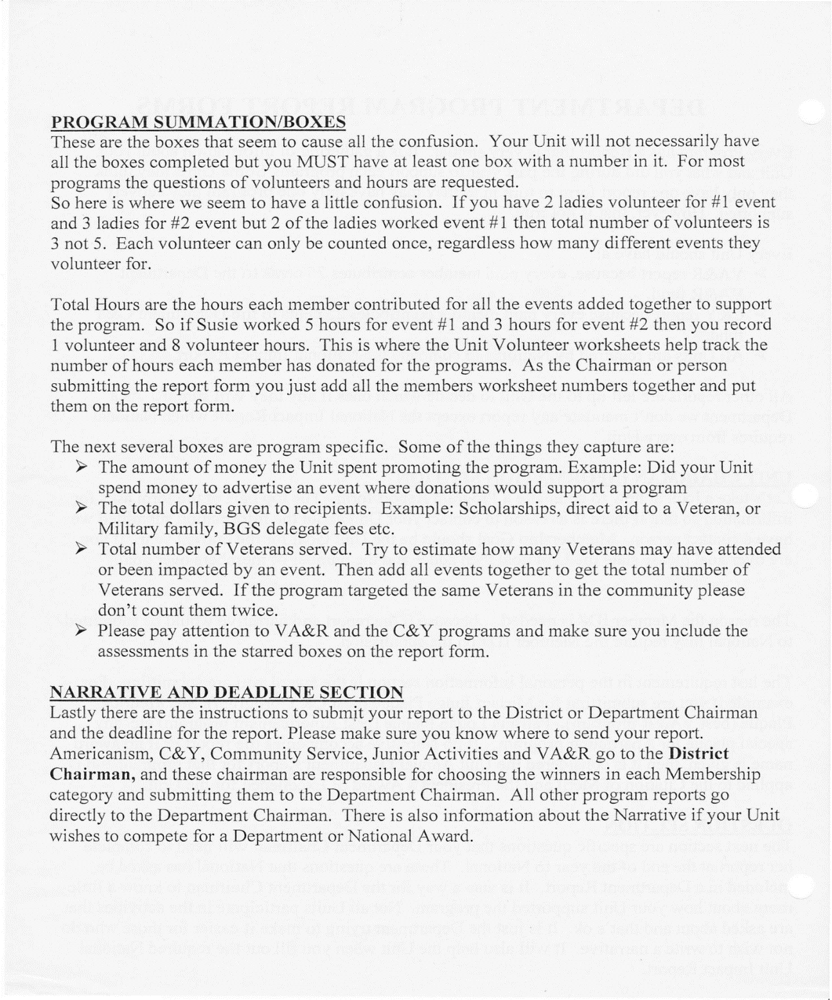 PROGRAM SUMMATION/BOXES
These are the boxes that seem to cause all the confusion. Your Unit will not necessarily have
all the boxes completed but you MUST have at least one box with a number in it. For most
programs the questions of volunteers and hours are requested.
So here is where we seem to have a little confusion. If you have 2 ladies volunteer for #1 event
and 3 ladies for #2 event but 2 of the ladies worked event #1 then total number of volunteers is
3 not 5. Each volunteer can only be counted once, regardless how many different events they
volunteer for.
Total Hours are the hours each member contributed for all the events added together to support
the program. So if Susie worked 5 hours for event #1 and 3 hours for event #2 then you record
1 volunteer and 8 volunteer hours. This is where the Unit Volunteer worksheets help track the
number of hours each member has donated for the programs. As the Chairman or person
submitting the report form you just add all the members worksheet numbers together and put
them on the report form.
The next several boxes are program specific. Some of the things they capture are:
➢ The amount of money the Unit spent promoting the program. Example: Did your Unit
spend money to advertise an event where donations would support a program
➢ The total dollars given to recipients. Example: Scholarships, direct aid to a Veteran, or
Military family, BGS delegate fees etc.
➢ Total number of Veterans served. Try to estimate how many Veterans may have attended
or been impacted by an event. Then add all events together to get the total number of
Veterans served. If the program targeted the same Veterans in the community please
don't count them twice.
➢ Please pay attention to VA&R and the C&Y programs and make sure you include the
assessments in the starred boxes on the report form.
NARRATIVE AND DEADLINE SECTION
Lastly there are the instructions to submit your report to the District or Department Chairman
and the deadline for the report. Please make sure you know where to send your report.
Americanism, C&Y, Community Service, Junior Activities and VA&R go to the District
Chairman, and these chairman are responsible for choosing the winners in each Membership
category and submitting them to the Department Chairman. All other program reports go
directly to the Department Chairman. There is also information about the Narrative if your Unit
wishes to compete for a Department or National Award.